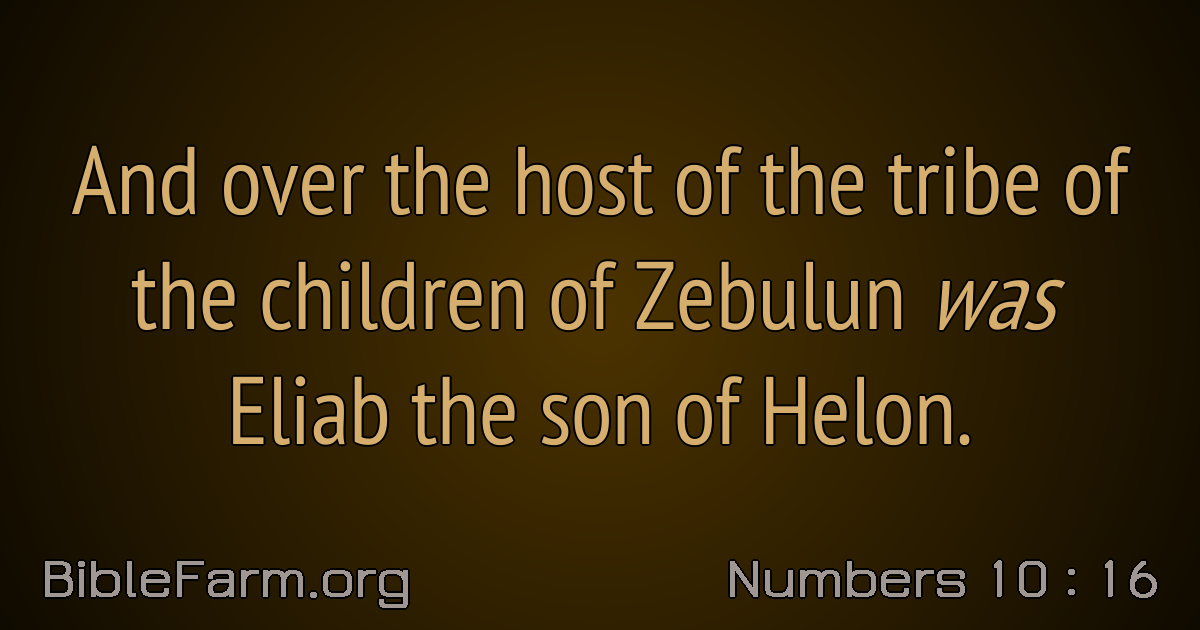 And over the host of the tribe of
the children of Zebulun was
Eliab the son of Helon.
BibleFarm.org
Numbers 10 : 16